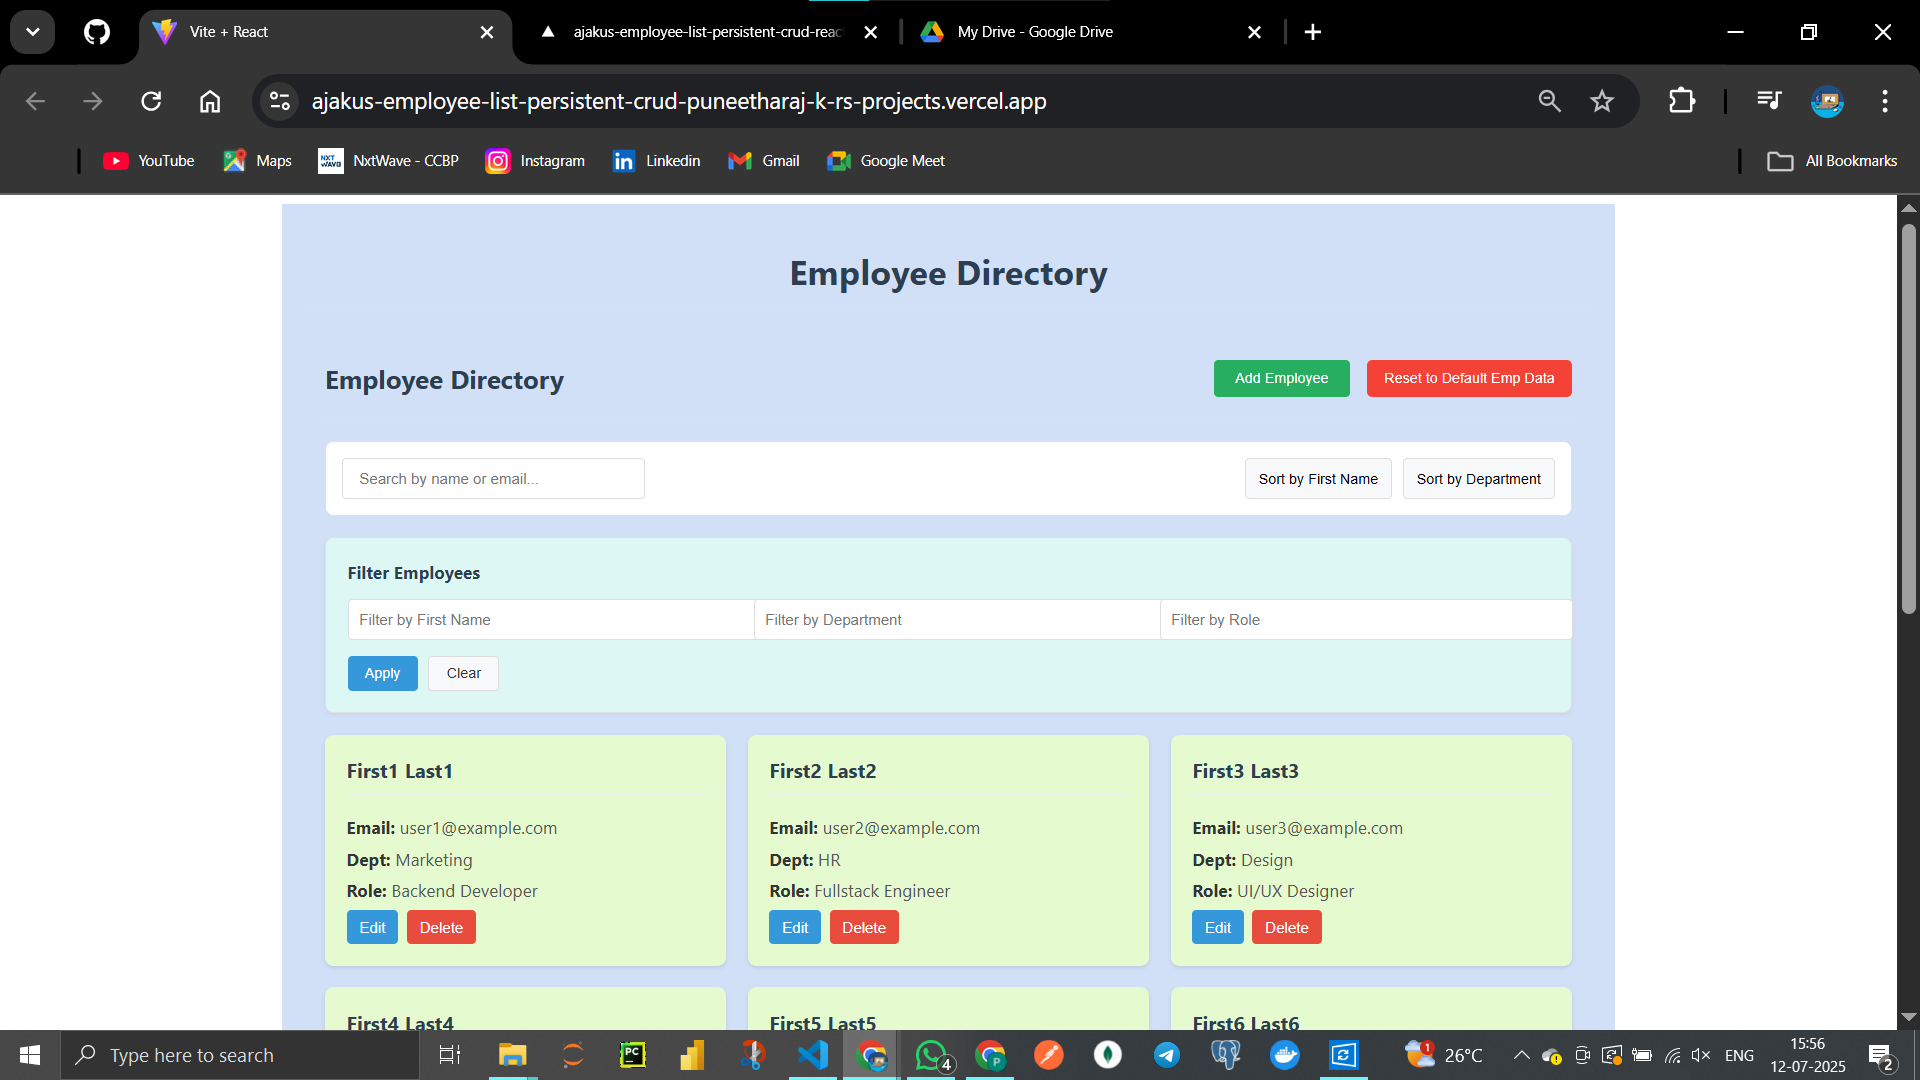 Vite + React
ajakus-employee-list-persistent-crud-reac
My Drive - Google Drive
ajakus-employee-list-persistent-crud-puneetharaj-k-rs-projects.vercel.app
YouTube
Maps
NXT WAVE
NxtWave - CCBP
Instagram
Linkedin
Gmail
Google Meet
All Bookmarks
Employee Directory
Employee Directory
Add Employee
Reset to Default Emp Data
Search by name or email...
Sort by First Name
Sort by Department
Filter Employees
Filter by First Name
Filter by Department
Filter by Role
Apply
Clear
First1 Last1
Email: user1@example.com
Dept: Marketing
Role: Backend Developer
Edit
Delete
First2 Last2
Email: user2@example.com
Dept: HR
Role: Fullstack Engineer
Edit
Delete
First3 Last3
Email: user3@example.com
Dept: Design
Role: UI/UX Designer
Edit
Delete
First4 Last4
First5 Last5
First6 Last6
Type here to search
PC
4
P
1
26°C
ENG
15:56
12-07-2025
2